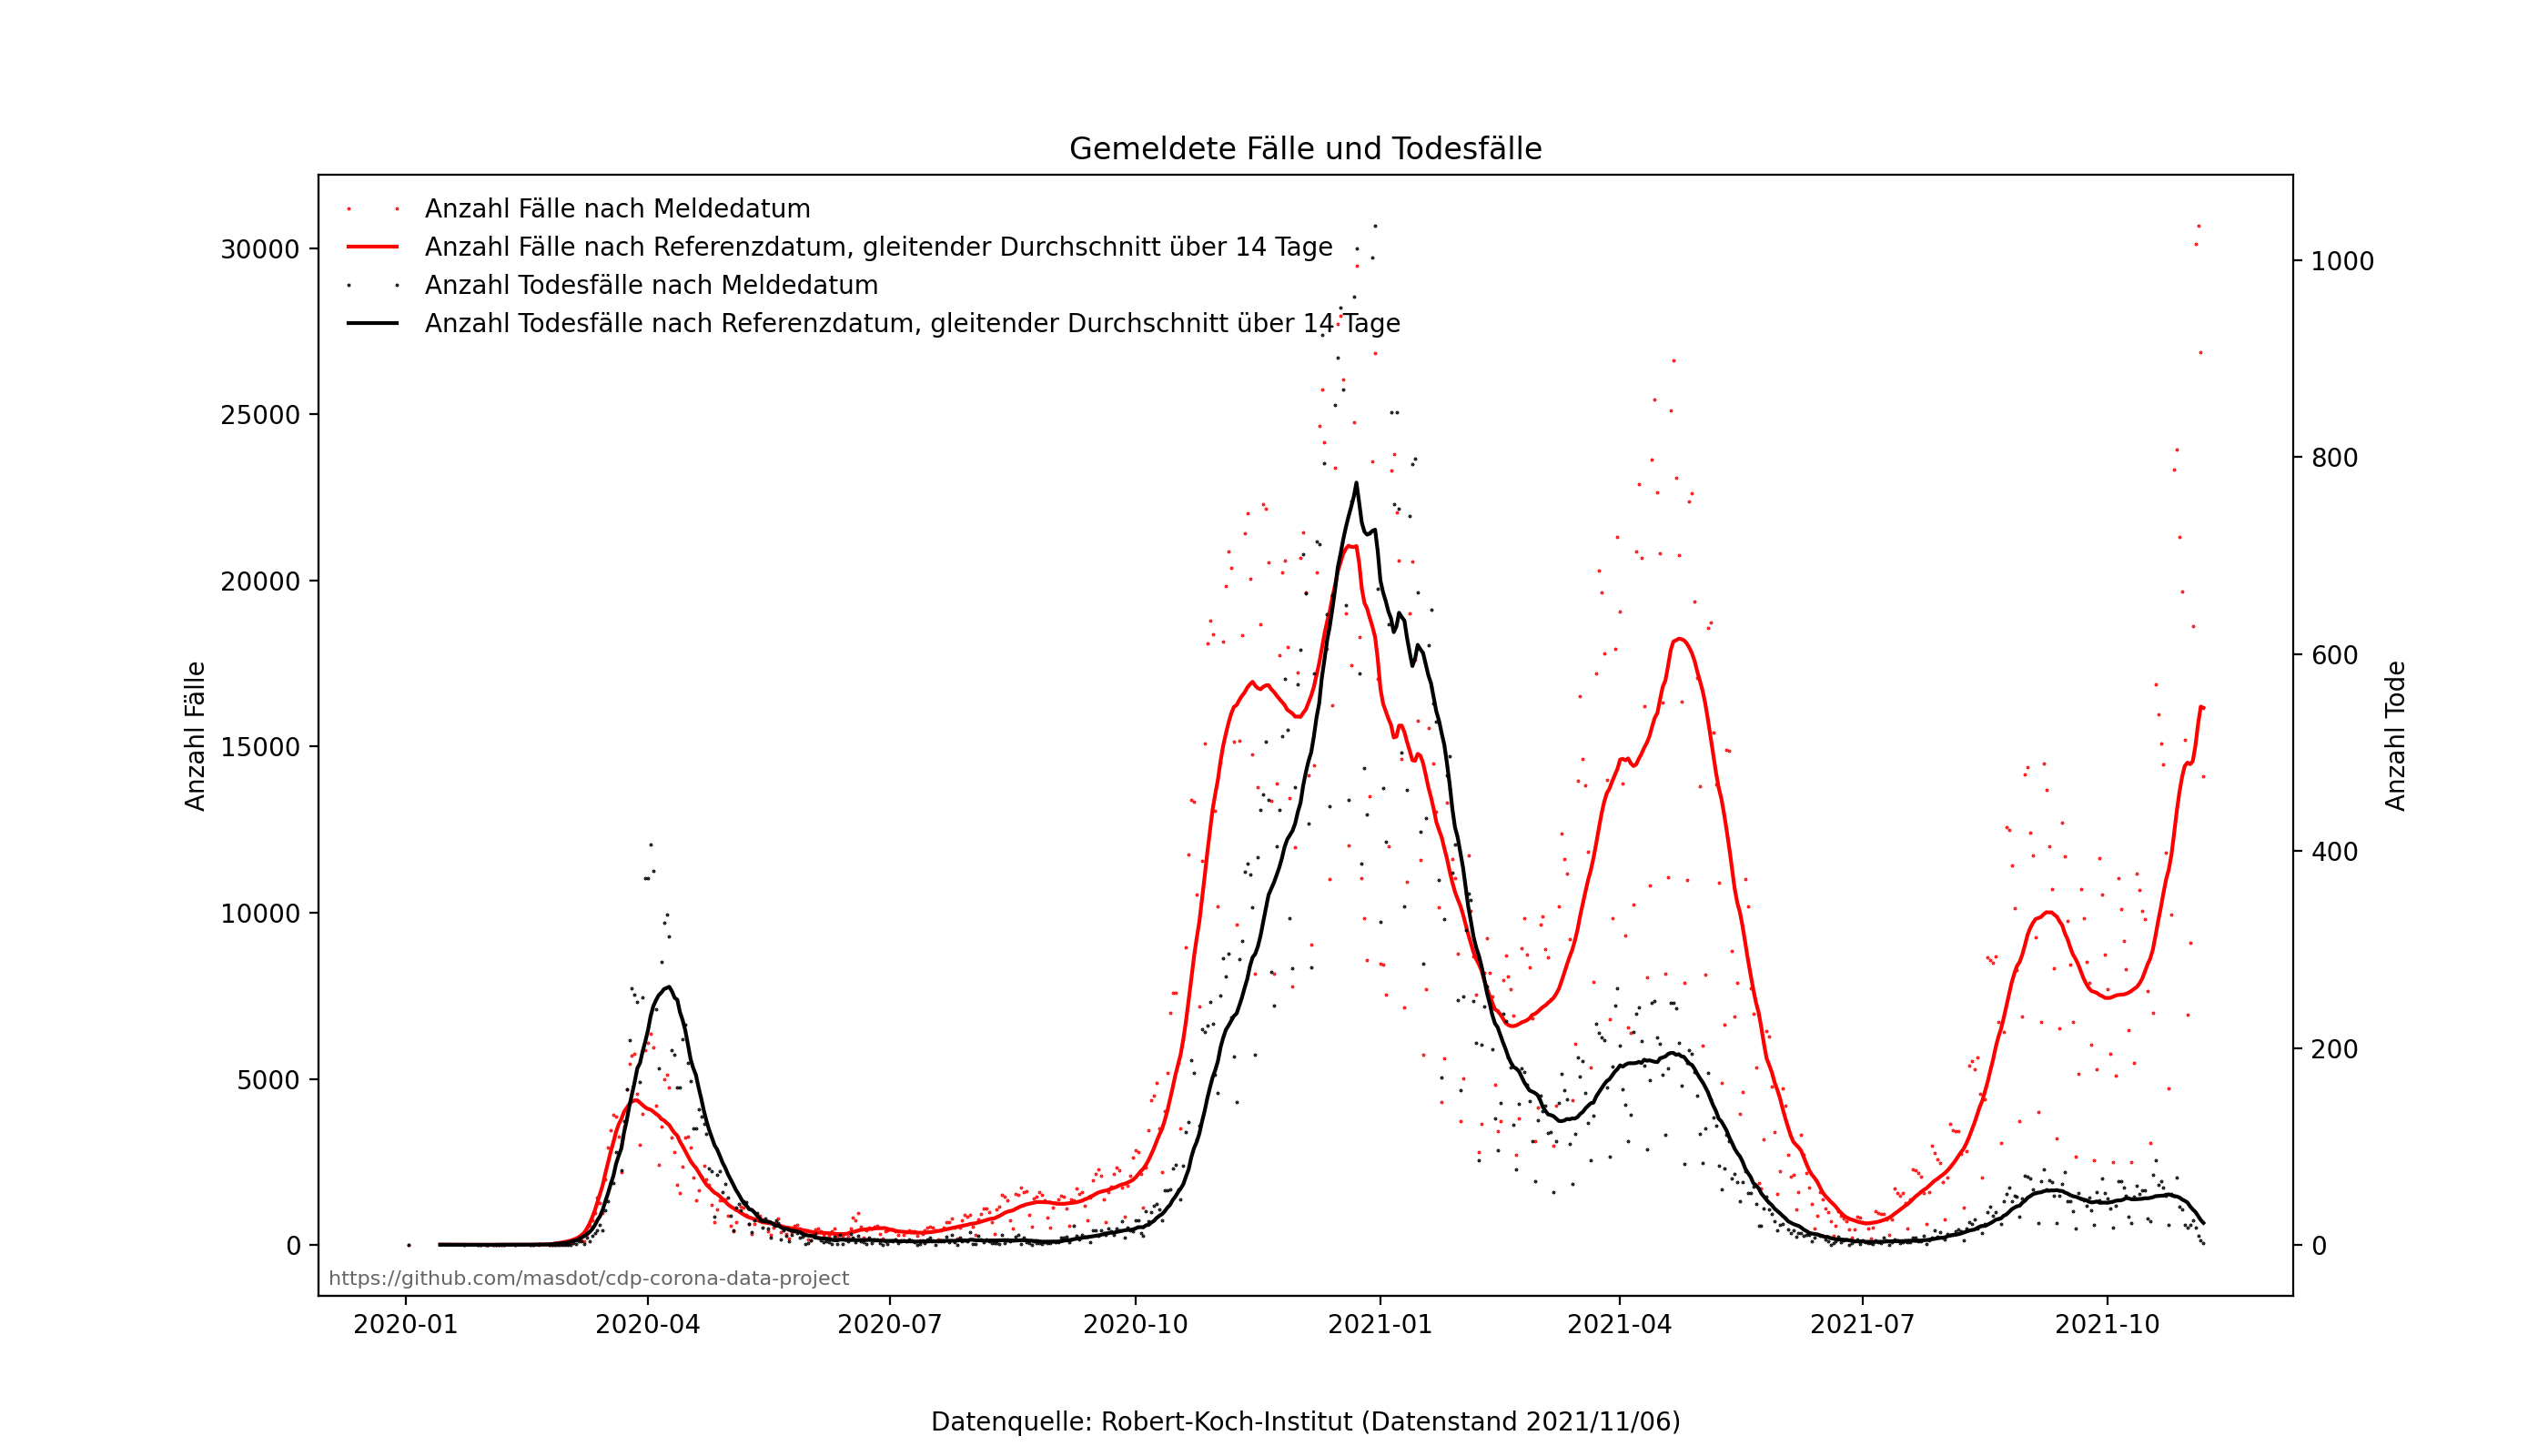 Gemeldete Fälle und Todesfälle
Anzahl Fälle nach Meldedatum
Anzahl Fälle nach Referenzdatum, gleitender Durchschnitt über 14 Tage
Anzahl Todesfälle nach Meldedatum
Anzahl Todesfälle nach Referenzdatum, gleitender Durchschnitt über 14 Tage
30000
25000
20000
15000
10000
5000
0
Anzahl Fälle
1000
800
600
400
200
0
Anzahl Tode
https://github.com/masdot/cdp-corona-data-project
2020-01 2020-04 2020-07 2020-10 2021-01 2021-04 2021-07 2021-10
Datenquelle: Robert-Koch-Institut (Datenstand 2021/11/06)